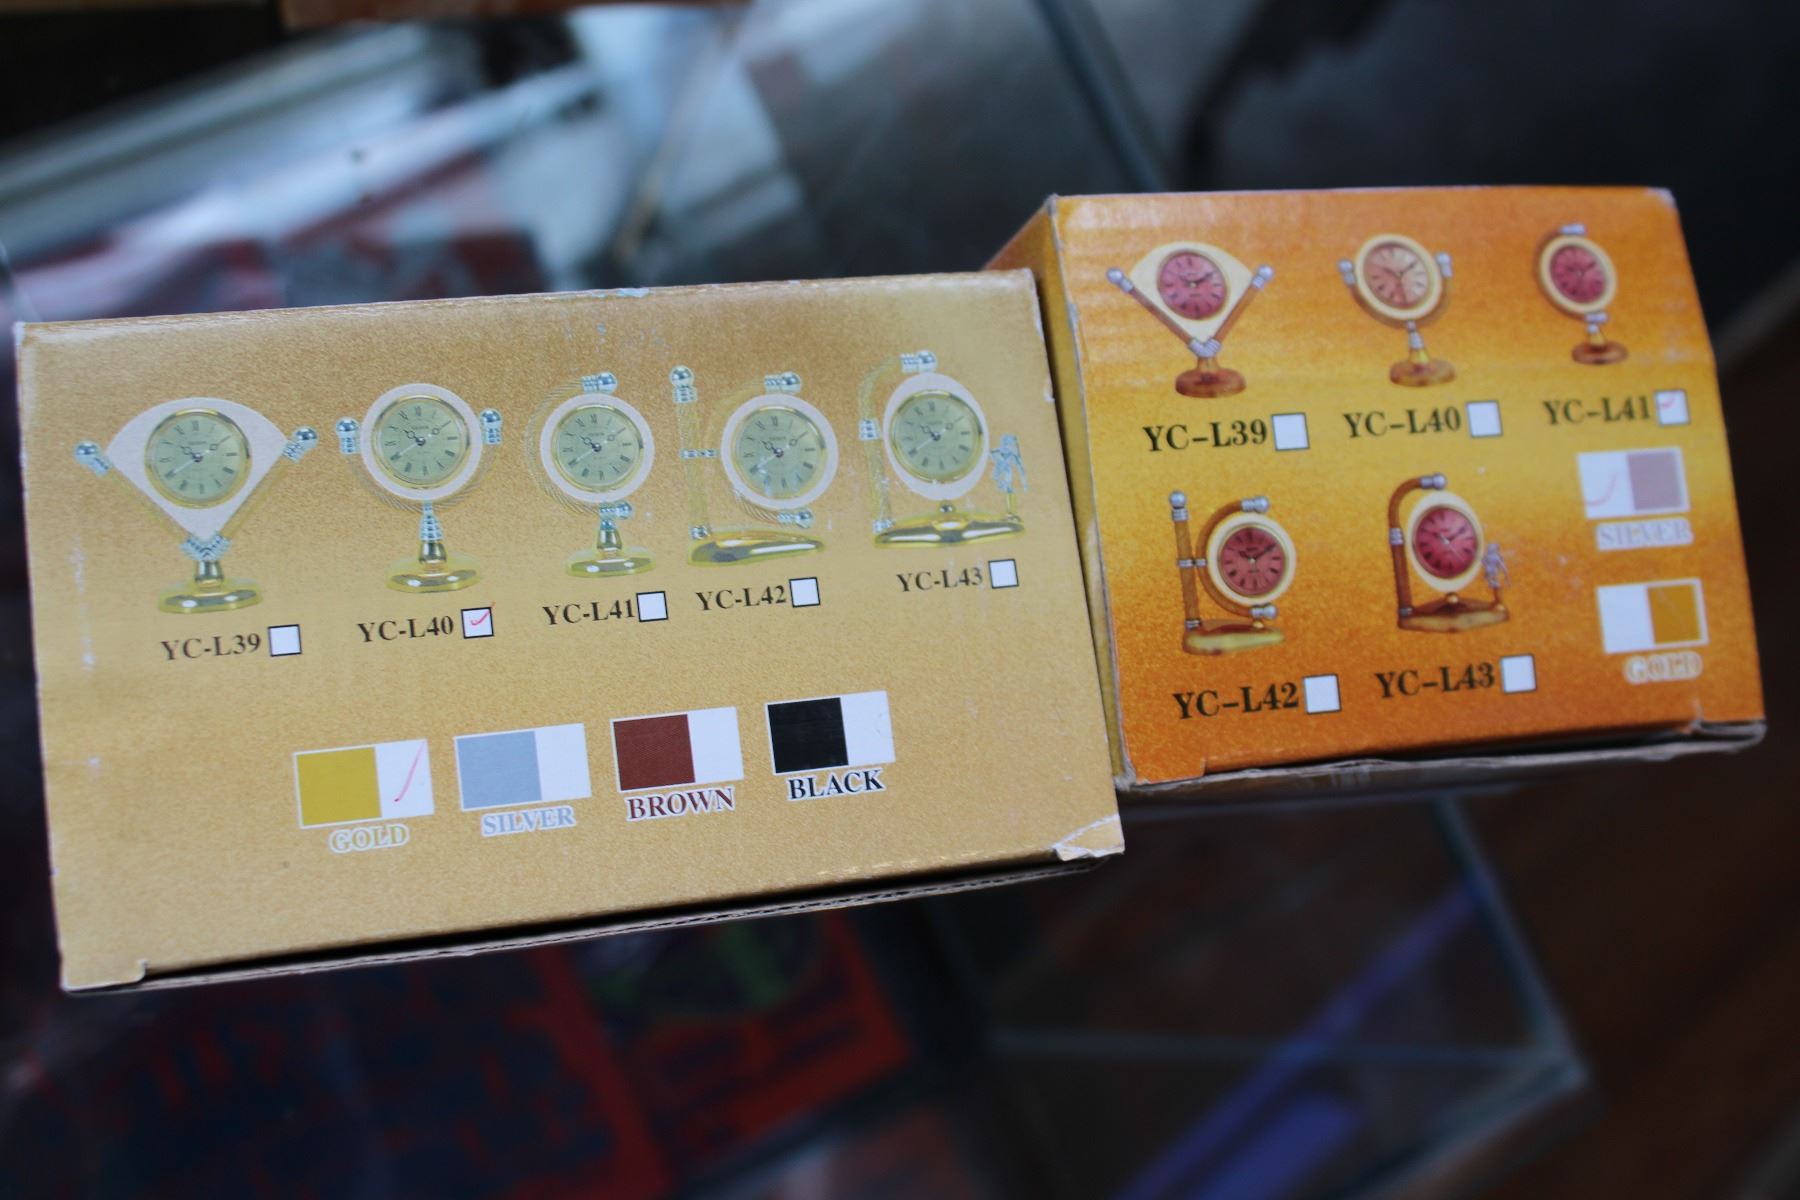 YC-L39
YC-L40
YC-L41
YC-L42
YC-L43
GOLD
SILVER
BROWN
BLACK
YC-L39
YC-L40
YC-L41
SILVER
YC-L42
YC-L43
GOLD